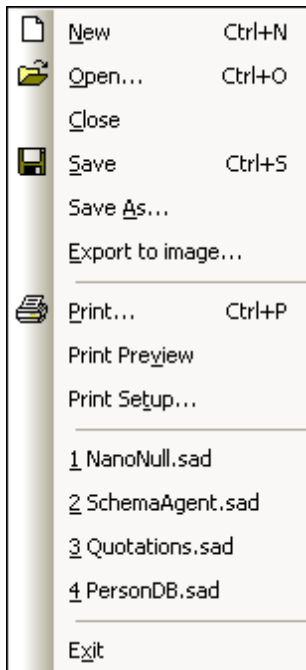 New Ctrl+N
Open... Ctrl+O
Close
Save Ctrl+S
Save As...
Export to image...
Print... Ctrl+P
Print Preview
Print Setup...
1 NanoNull.sad
2 SchemaAgent.sad
3 Quotations.sad
4 PersonDB.sad
Exit